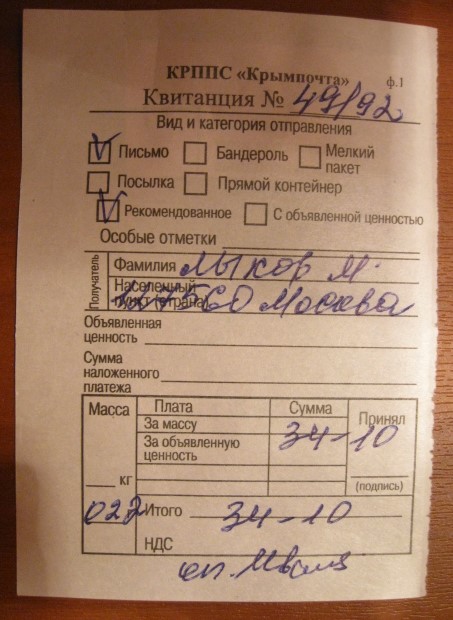 КРППС «Крымпочта» ф.1
Квитанция № 49/92
Вид и категория отправления
Письмо Бандероль Мелкий пакет
Посылка Прямой контейнер
Рекомендованное С объявленной ценностью
Особые отметки
Получатель
Фамилия Лыков М.
Населенный
пункт (страна) Москва
Объявленная
ценность
Сумма
наложенного
платежа
Масса Плата Сумма Принял
За массу
За объявленную
ценность
34-10
кг
(подпись)
022 Итого 34-10
НДС